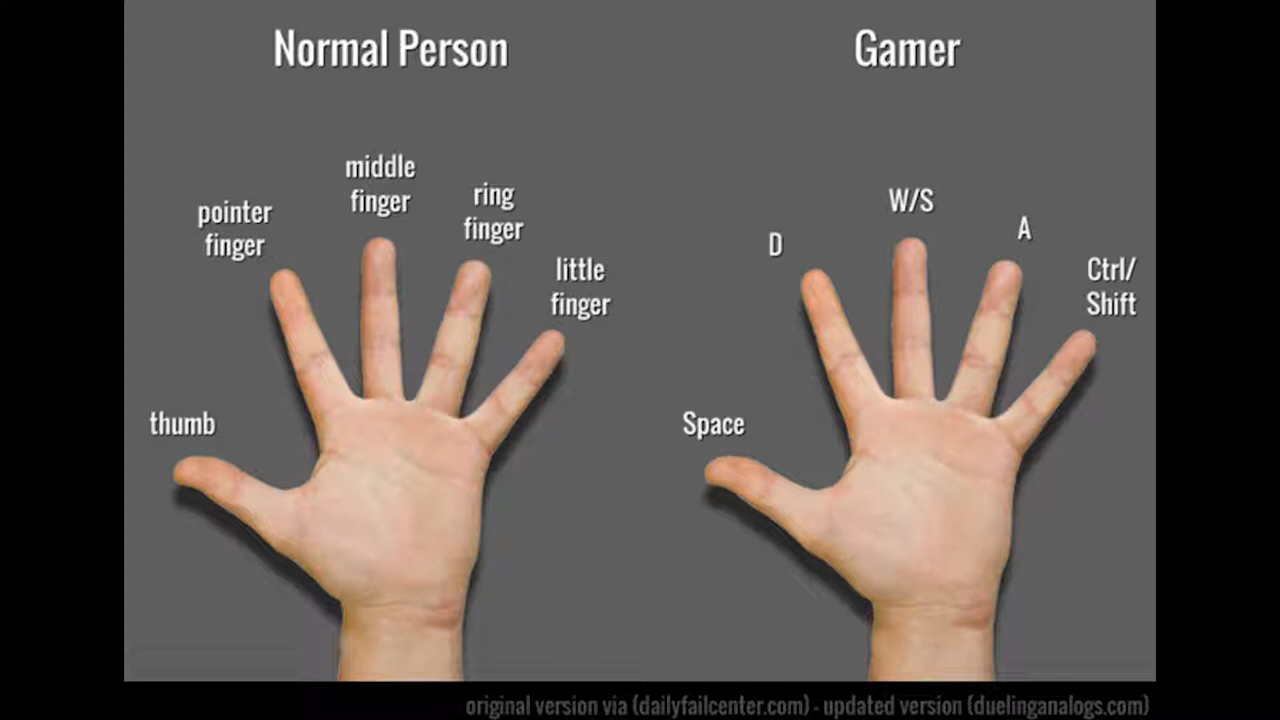 Normal Person
Gamer
middle
finger
ring
finger
pointer
finger
little
finger
thumb
W/S
A
D
Ctrl/
Shift
Space
original version via (dailyfailcenter.com) - updated version (duelinganalogs.com)